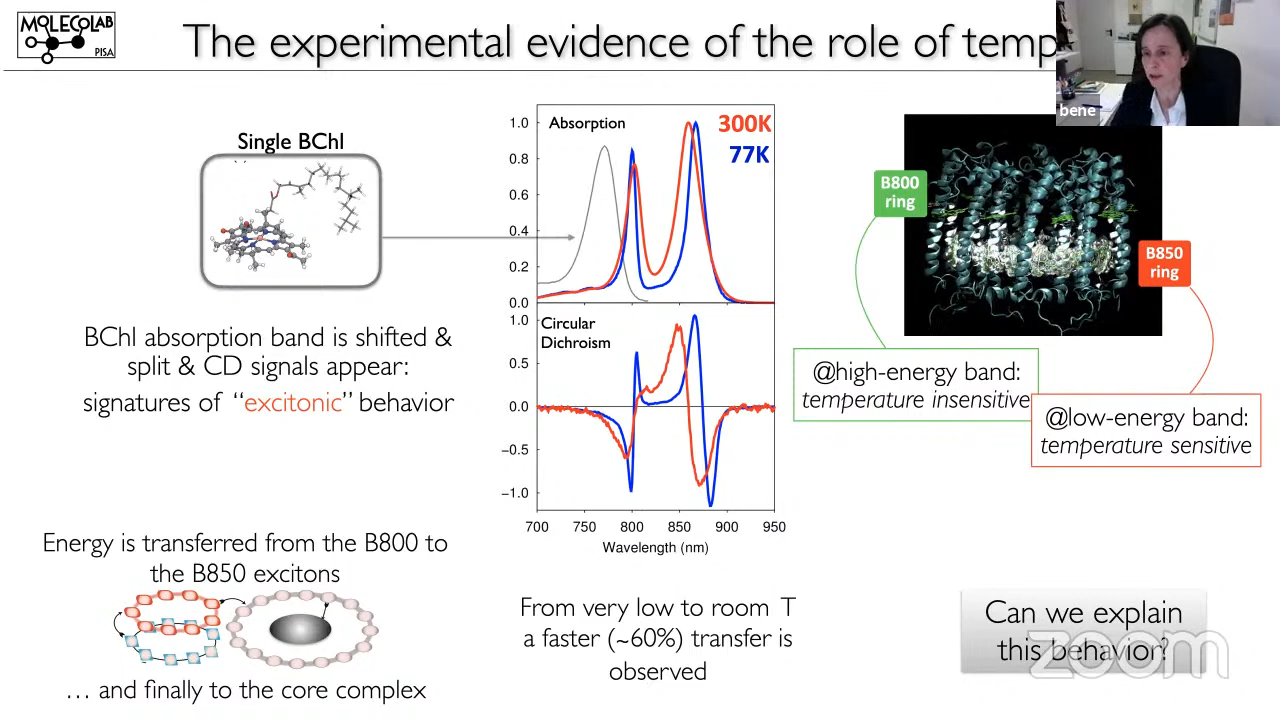 MOLECOLAB
PISA
The experimental evidence of the role of temp
bene
Single BChl
BChl absorption band is shifted &
split & CD signals appear:
signatures of “excitonic” behavior
Absorption
300K
77K
1.0
0.8
0.6
0.4
0.2
0.0
Circular
Dichroism
1.0
0.5
0.0
−0.5
−1.0
700 750 800 850 900 950
Wavelength (nm)
B800
ring
B850
ring
@high-energy band:
temperature insensitive
@low-energy band:
temperature sensitive
Energy is transferred from the B800 to
the B850 excitons
… and finally to the core complex
From very low to room T
a faster (~60%) transfer is
observed
Can we explain
this behavior?
zoom